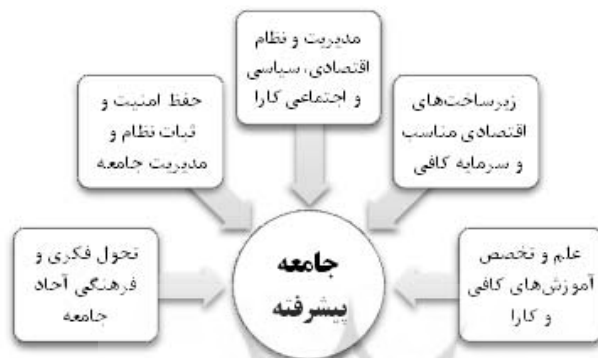 مدیریت و نظام
اقتصادی، سیاسی
و اجتماعی کارا
زیرساخت‌های
اقتصادی مناسب
و سرمایه کافی
حفظ امنیت و
ثبات نظام و
مدیریت جامعه
علم و تخصص
آموزش‌های کافی
و کارا
تحول فکری و
فرهنگی آحاد
جامعه
جامعه
پیشرفته